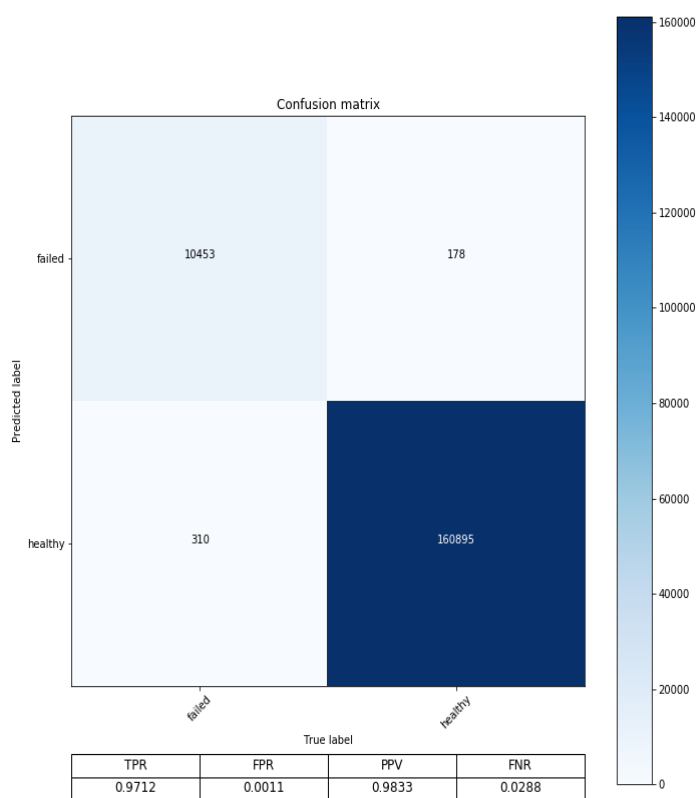 Confusion matrix
160000
140000
120000
100000
80000
60000
40000
20000
0
Predicted label
failed
10453
178
healthy
310
160895
failed
healthy
True label
TPR FPR PPV FNR
0.9712 0.0011 0.9833 0.0288